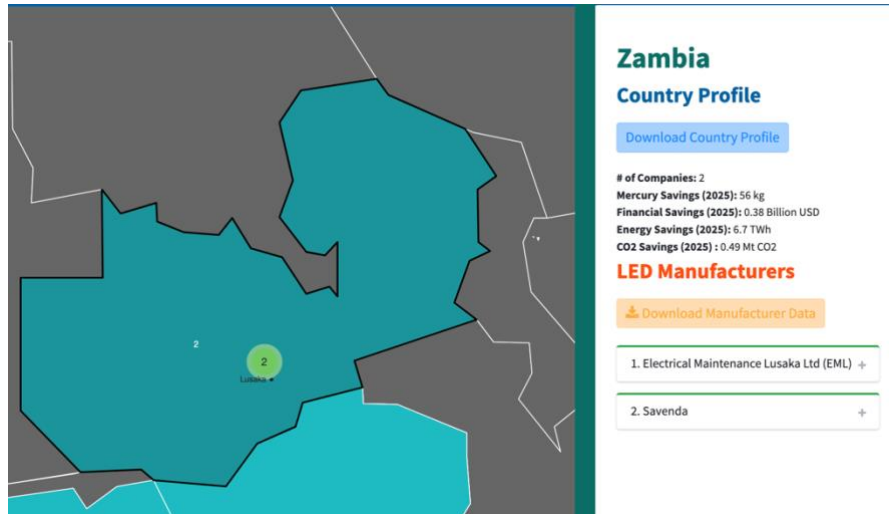 2
2
Lusaka
Zambia
Country Profile
Download Country Profile
# of Companies: 2
Mercury Savings (2025): 56 kg
Financial Savings (2025): 0.38 Billion USD
Energy Savings (2025): 6.7 TWh
CO2 Savings (2025) : 0.49 Mt CO2
LED Manufacturers
Download Manufacturer Data
1. Electrical Maintenance Lusaka Ltd (EML) +
2. Savenda +